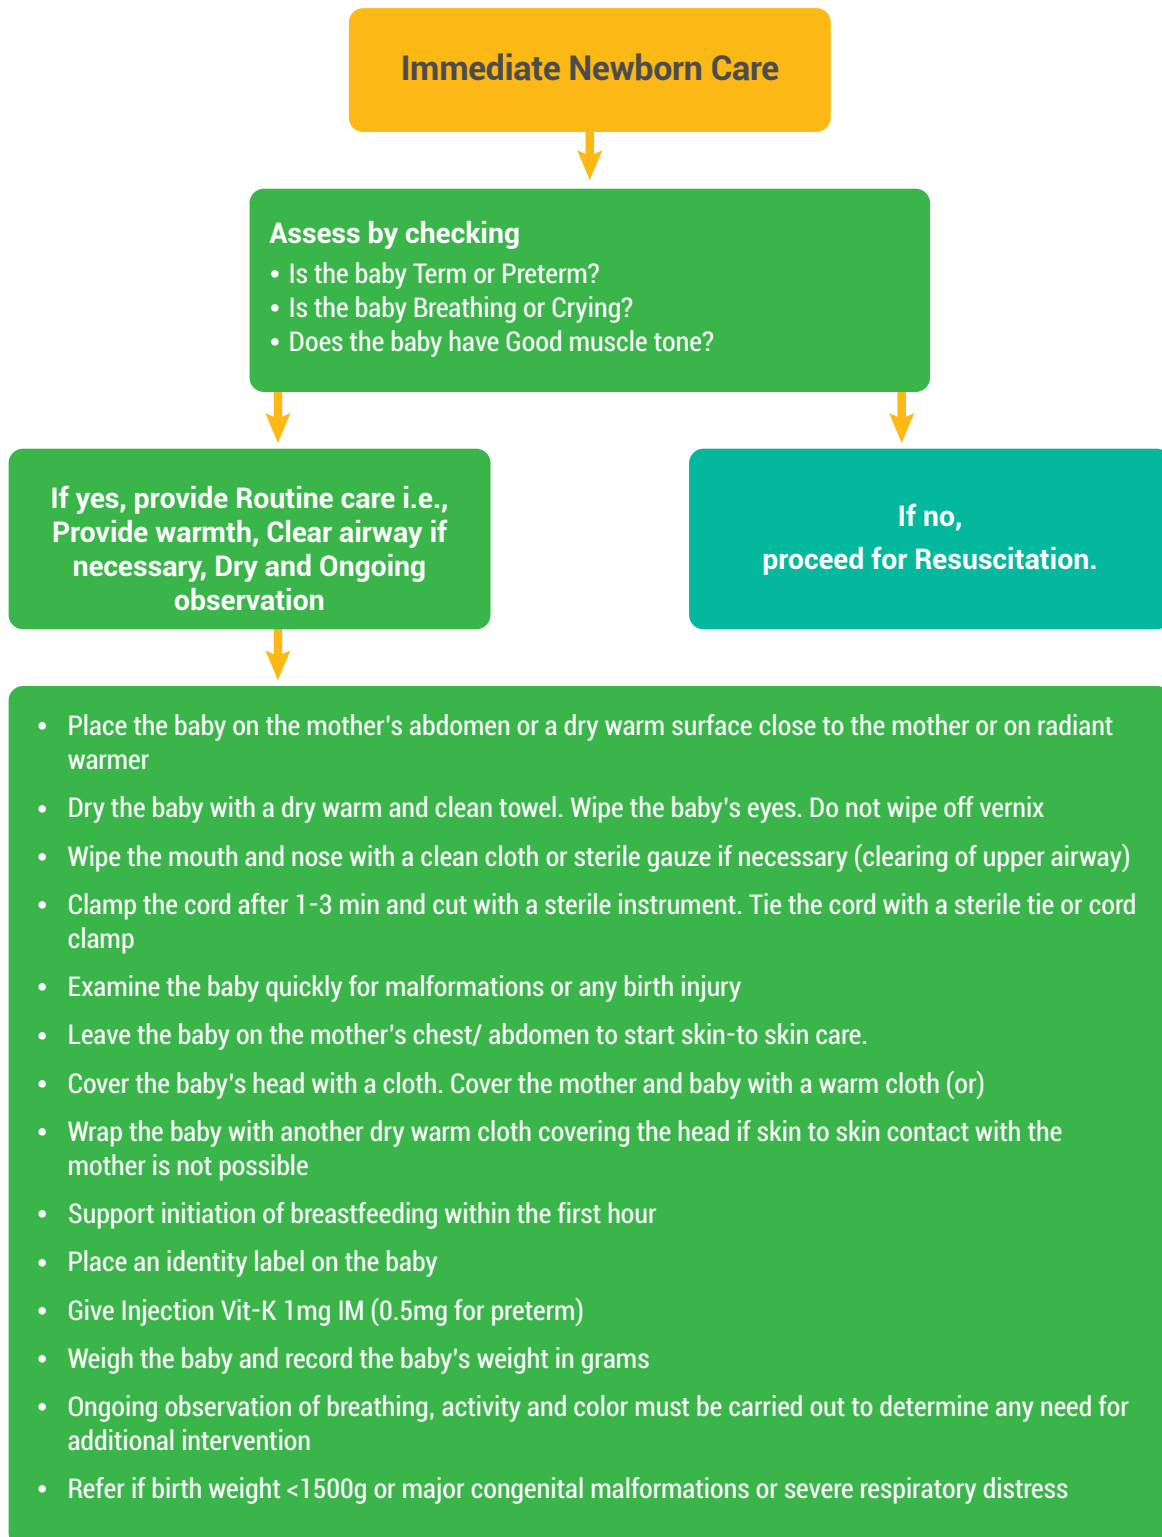 Immediate Newborn Care
Assess by checking
• Is the baby Term or Preterm?
• Is the baby Breathing or Crying?
• Does the baby have Good muscle tone?
If yes, provide Routine care i.e.,
Provide warmth, Clear airway if
necessary, Dry and Ongoing
observation
If no,
proceed for Resuscitation.
• Place the baby on the mother's abdomen or a dry warm surface close to the mother or on radiant
warmer
• Dry the baby with a dry warm and clean towel. Wipe the baby's eyes. Do not wipe off vernix
• Wipe the mouth and nose with a clean cloth or sterile gauze if necessary (clearing of upper airway)
• Clamp the cord after 1-3 min and cut with a sterile instrument. Tie the cord with a sterile tie or cord
clamp
• Examine the baby quickly for malformations or any birth injury
• Leave the baby on the mother's chest/ abdomen to start skin-to skin care.
• Cover the baby's head with a cloth. Cover the mother and baby with a warm cloth (or)
• Wrap the baby with another dry warm cloth covering the head if skin to skin contact with the
mother is not possible
• Support initiation of breastfeeding within the first hour
• Place an identity label on the baby
• Give Injection Vit-K 1mg IM (0.5mg for preterm)
• Weigh the baby and record the baby's weight in grams
• Ongoing observation of breathing, activity and color must be carried out to determine any need for
additional intervention
• Refer if birth weight <1500g or major congenital malformations or severe respiratory distress